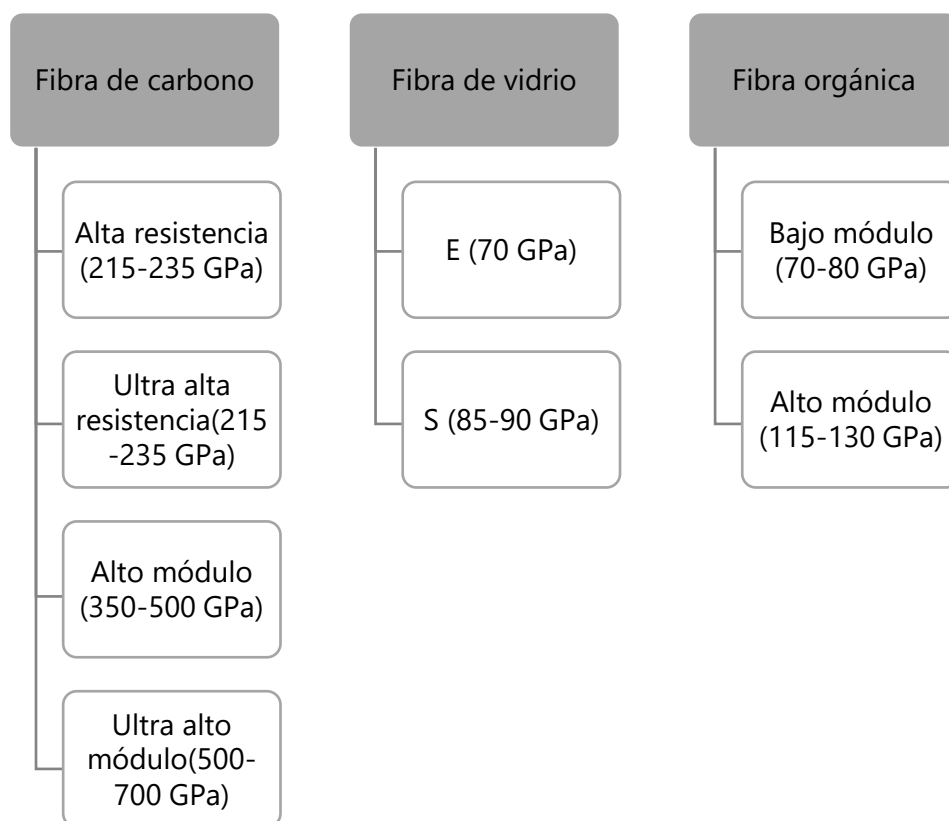 Fibra de carbono
Alta resistencia
(215-235 GPa)
Ultra alta
resistencia(215
-235 GPa)
Alto módulo
(350-500 GPa)
Ultra alto
módulo(500-
700 GPa)
Fibra de vidrio
E (70 GPa)
S (85-90 GPa)
Fibra orgánica
Bajo módulo
(70-80 GPa)
Alto módulo
(115-130 GPa)